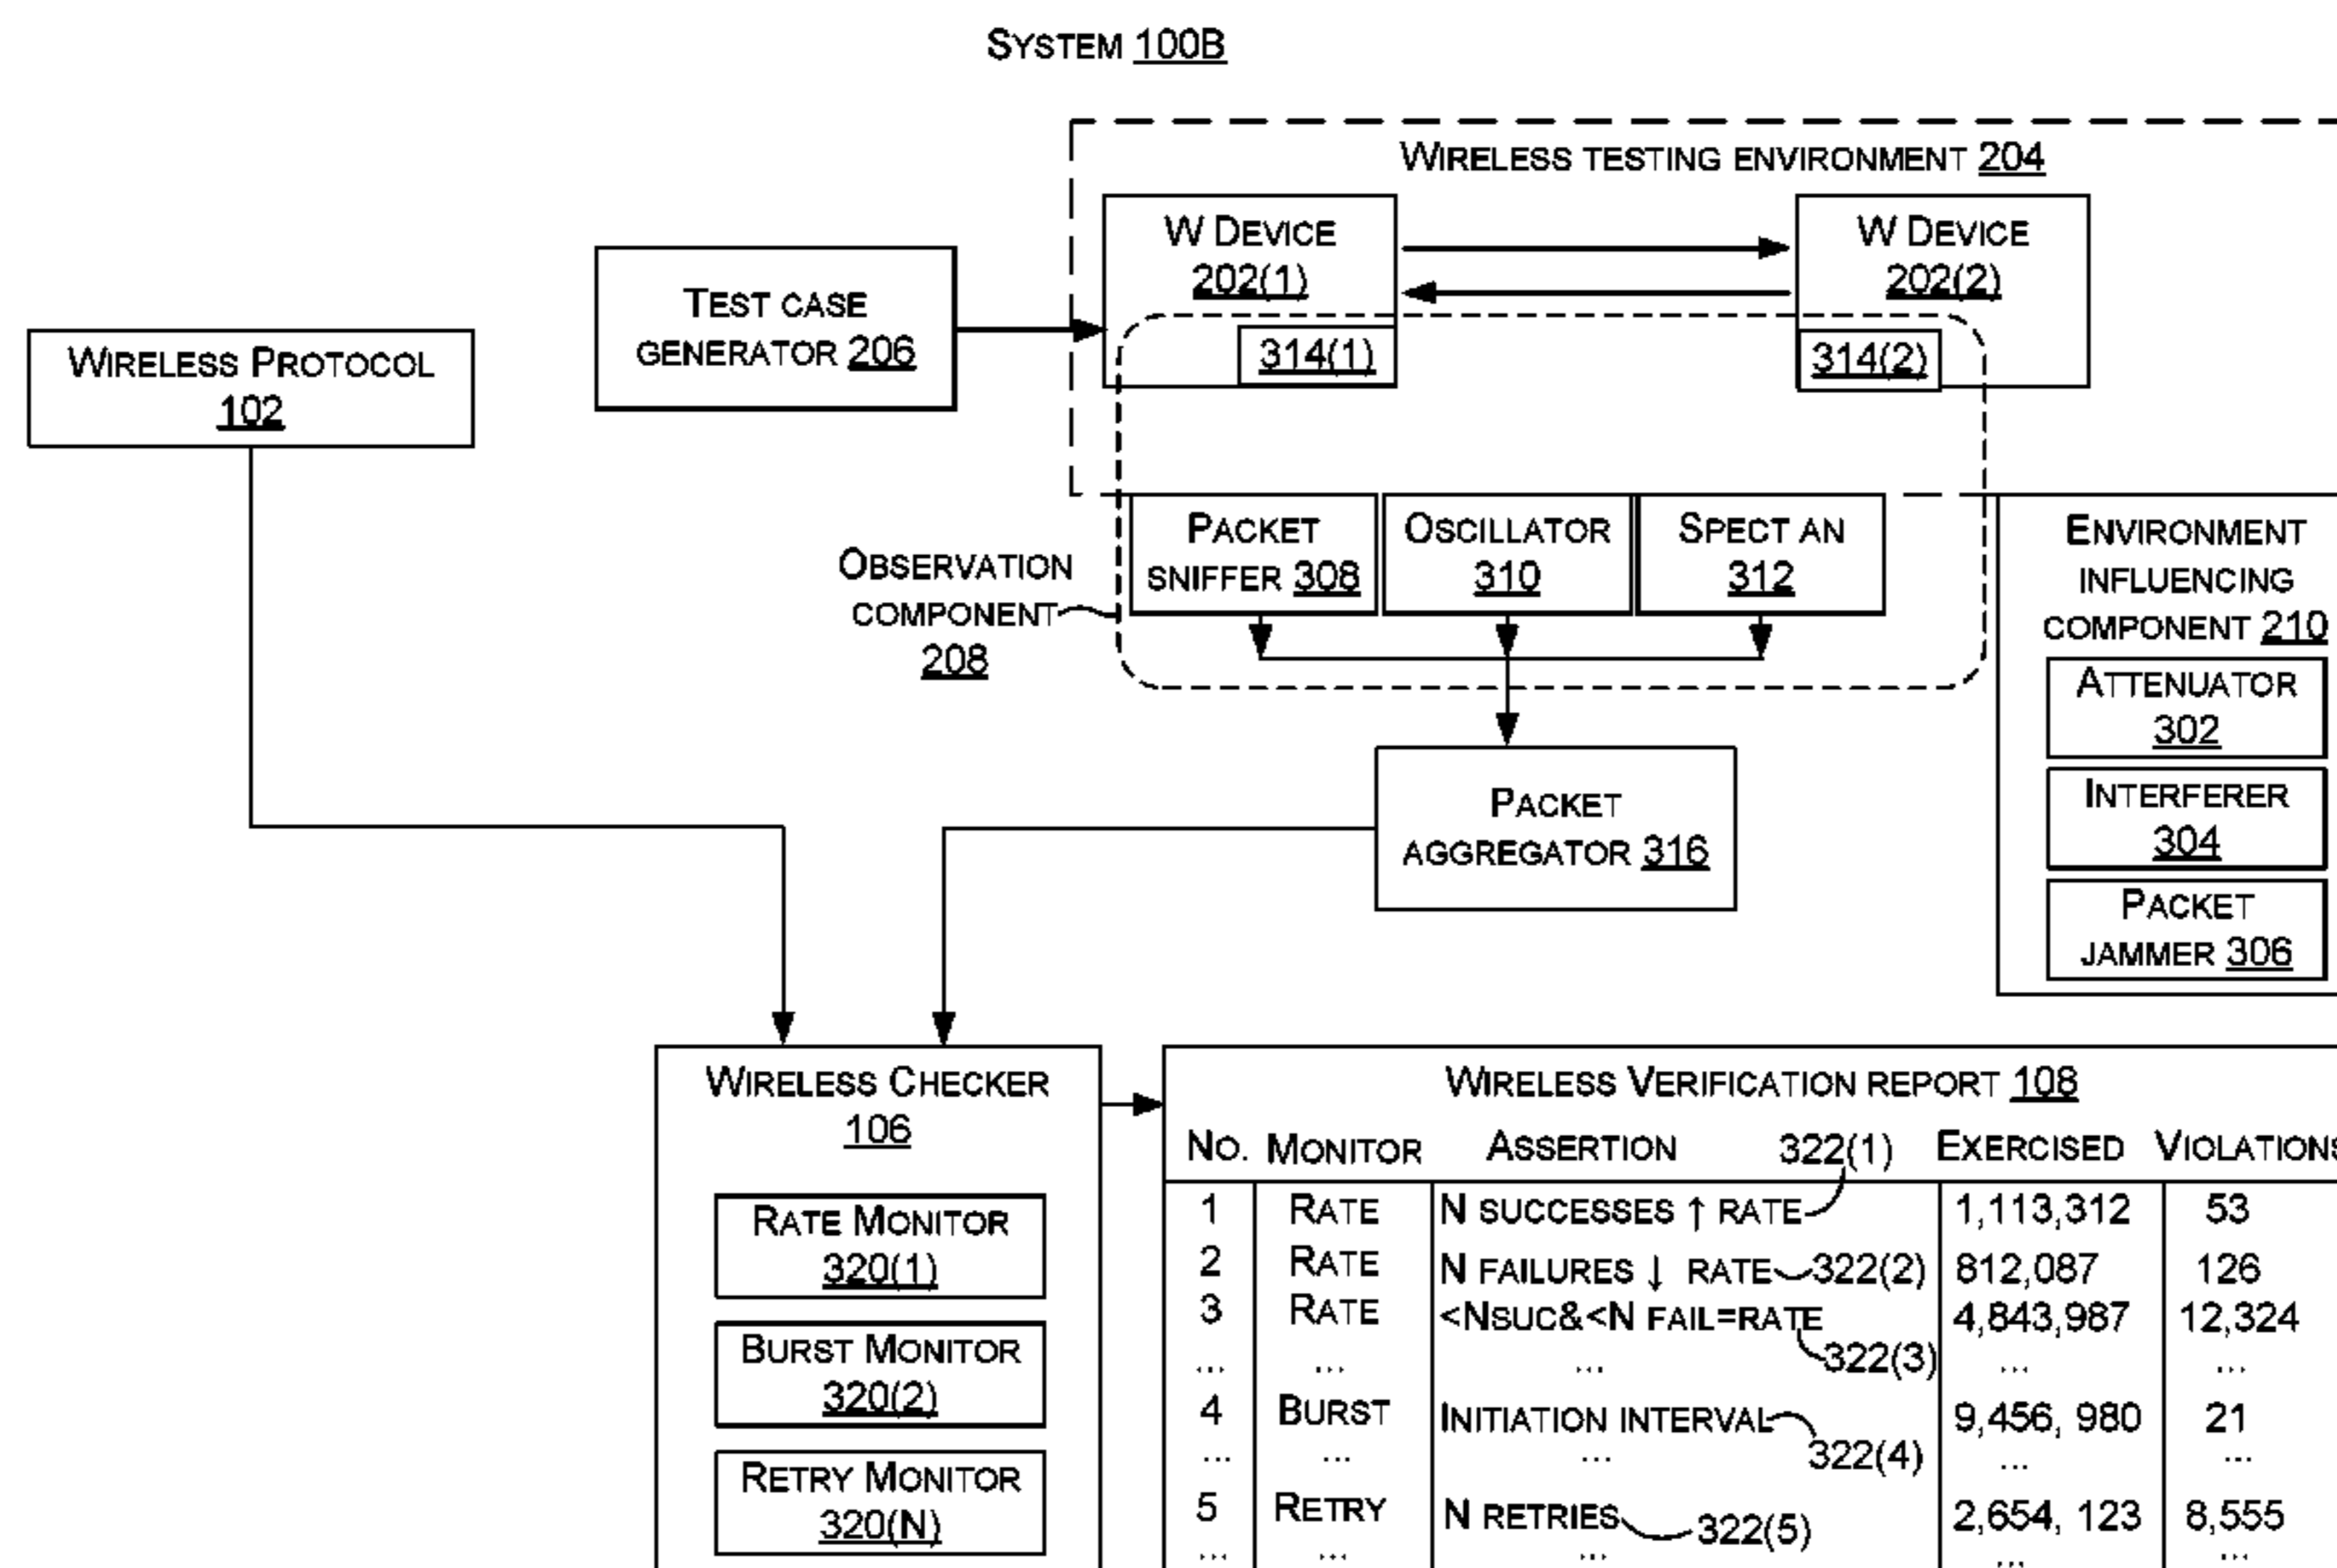 SYSTEM 100B
WIRELESS TESTING ENVIRONMENT 204
W DEVICE
202(1)
W DEVICE
202(2)
TEST CASE
GENERATOR 206
314(1)
314(2)
WIRELESS PROTOCOL
102
PACKET
SNIFFER 308
OSCILLATOR
310
SPECT AN
312
OBSERVATION
COMPONENT
208
ENVIRONMENT
INFLUENCING
COMPONENT 210
ATTENUATOR
302
INTERFERER
304
PACKET
JAMMER 306
PACKET
AGGREGATOR 316
WIRELESS CHECKER
106
RATE MONITOR
320(1)
BURST MONITOR
320(2)
RETRY MONITOR
320(N)
WIRELESS VERIFICATION REPORT 108
NO. MONITOR ASSERTION 322(1) EXERCISED VIOLATIONS
1 RATE N SUCCESSES ↑ RATE 1,113,312 53
2 RATE N FAILURES ↓ RATE 322(2) 812,087 126
3 RATE <NSUC&<N FAIL=RATE 4,843,987 12,324
... ... ... 322(3) ... ...
4 BURST INITIATION INTERVAL 9,456, 980 21
... ... ... 322(4) ... ...
5 RETRY N RETRIES 322(5) 2,654, 123 8,555
... ... ... ... ...